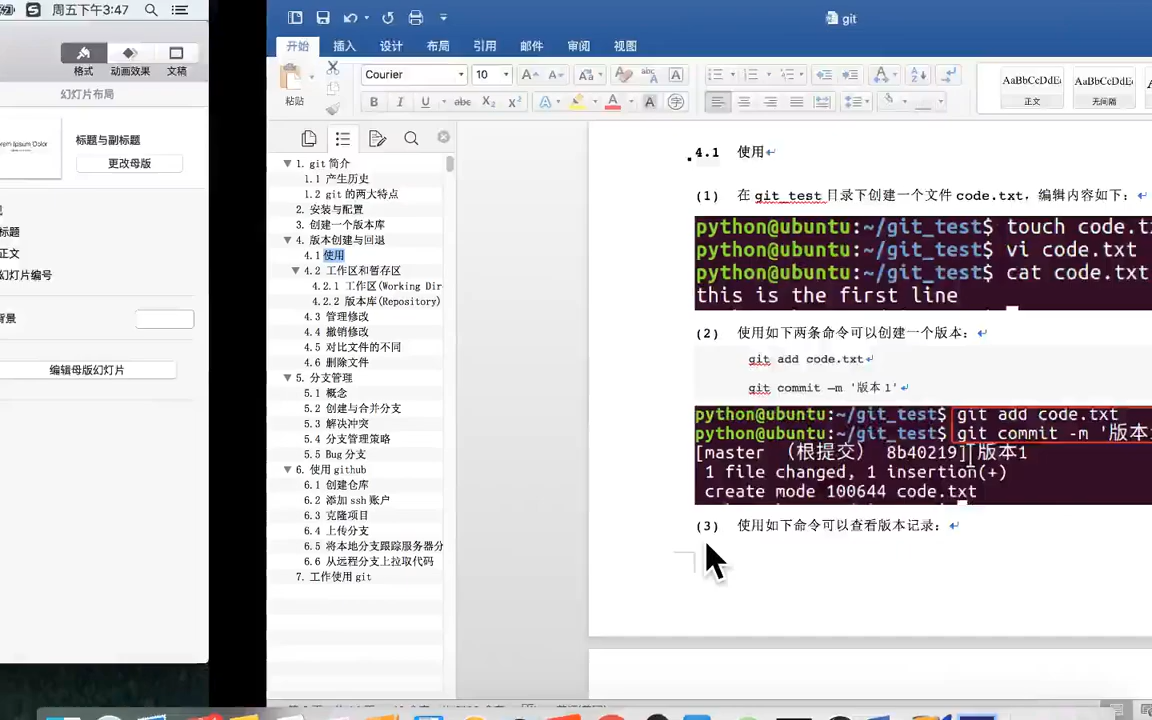 周五下午3:47
格式 动画效果 文稿
幻灯片布局
orem Ipsum Dolor
标题与副标题
更改母版
标题
正文
幻灯片编号
背景
编辑母版幻灯片
git
开始 插入 设计 布局 引用 邮件 审阅 视图
粘贴
Courier 10
AaBbCcDdE AaBbCcDdE
正文 无间隔
1. git 简介
1.1 产生历史
1.2 git 的两大特点
2. 安装与配置
3. 创建一个版本库
4. 版本创建与回退
4.1 使用
4.2 工作区和暂存区
4.2.1 工作区(Working Dir
4.2.2 版本库(Repository)
4.3 管理修改
4.4 撤销修改
4.5 对比文件的不同
4.6 删除文件
5. 分支管理
5.1 概念
5.2 创建与合并分支
5.3 解决冲突
5.4 分支管理策略
5.5 Bug 分支
6. 使用 github
6.1 创建仓库
6.2 添加 ssh 账户
6.3 克隆项目
6.4 上传分支
6.5 将本地分支跟踪服务器分
6.6 从远程分支上拉取代码
7. 工作使用 git
4.1 使用
(1) 在 git_test 目录下创建一个文件 code.txt，编辑内容如下：
python@ubuntu:~/git_test$ touch code.t
python@ubuntu:~/git_test$ vi code.txt
python@ubuntu:~/git_test$ cat code.txt
this is the first line
(2) 使用如下两条命令可以创建一个版本：
git add code.txt
git commit –m '版本 1'
python@ubuntu:~/git_test$ git add code.txt
python@ubuntu:~/git_test$ git commit -m '版本
[master （根提交） 8b40219] 版本1
1 file changed, 1 insertion(+)
create mode 100644 code.txt
(3) 使用如下命令可以查看版本记录：